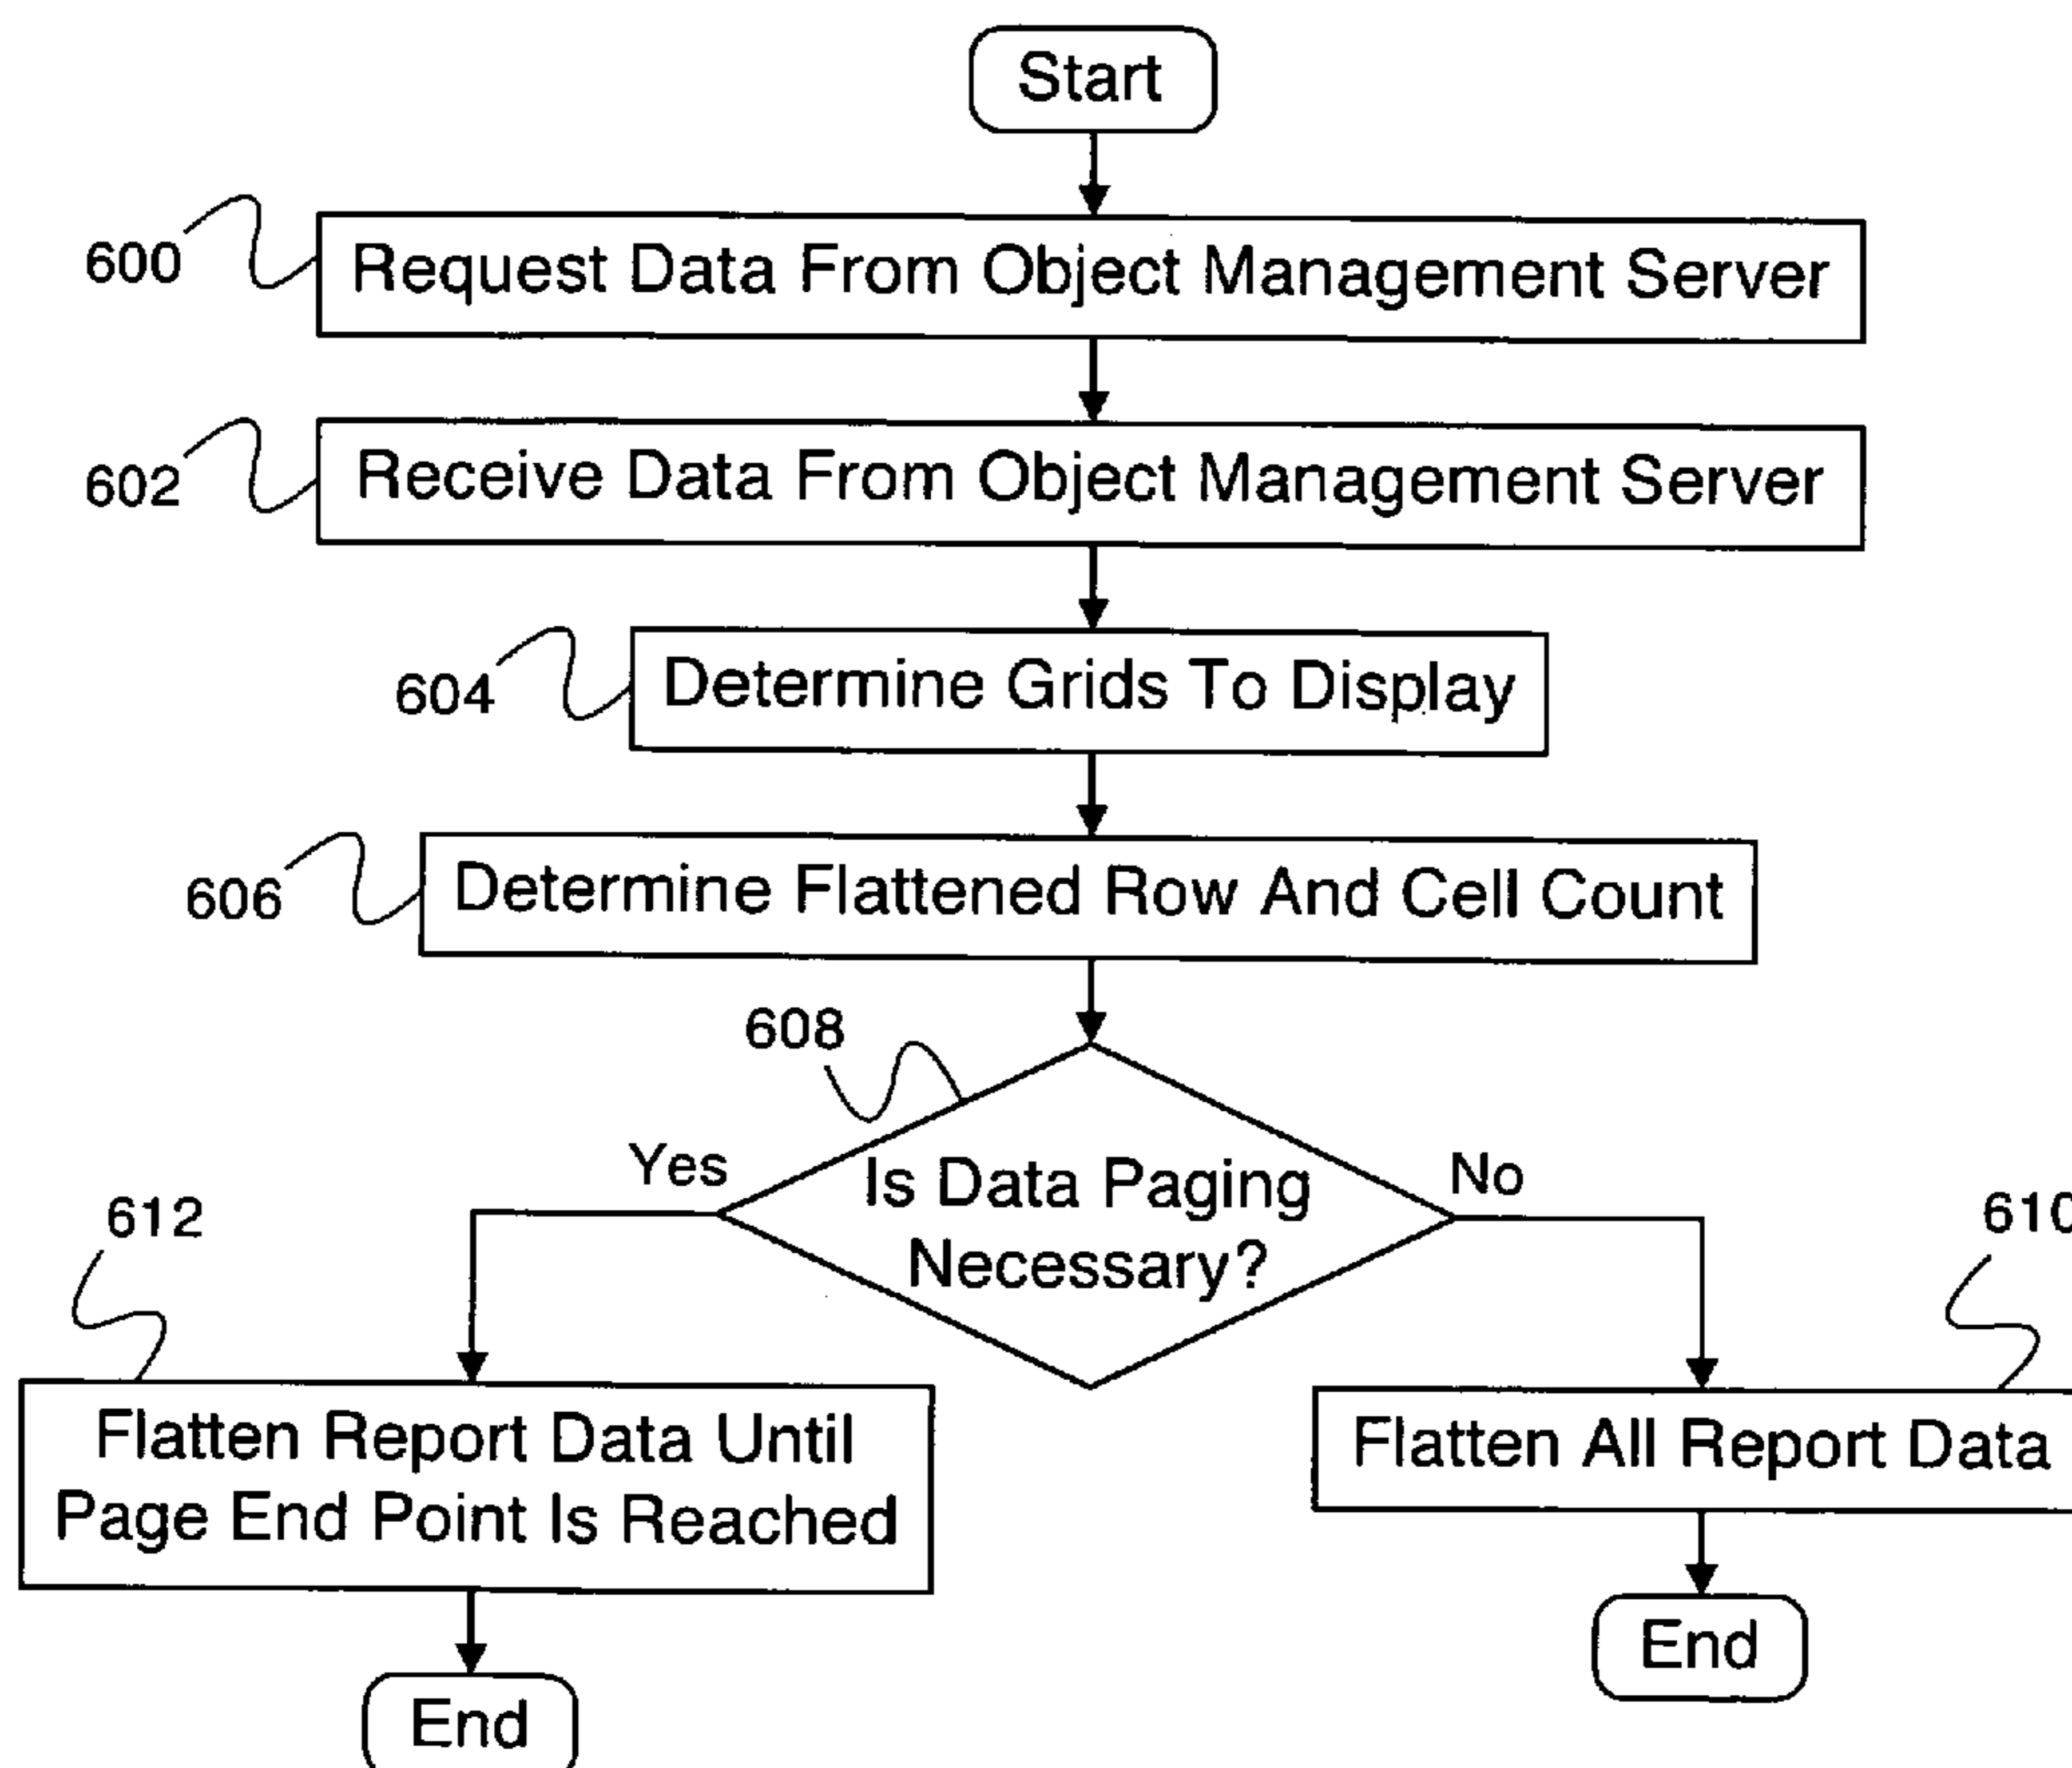 Start
600
Request Data From Object Management Server
602
Receive Data From Object Management Server
604
Determine Grids To Display
606
Determine Flattened Row And Cell Count
608
Yes
Is Data Paging
Necessary?
No
612
610
Flatten Report Data Until
Page End Point Is Reached
Flatten All Report Data
End
End